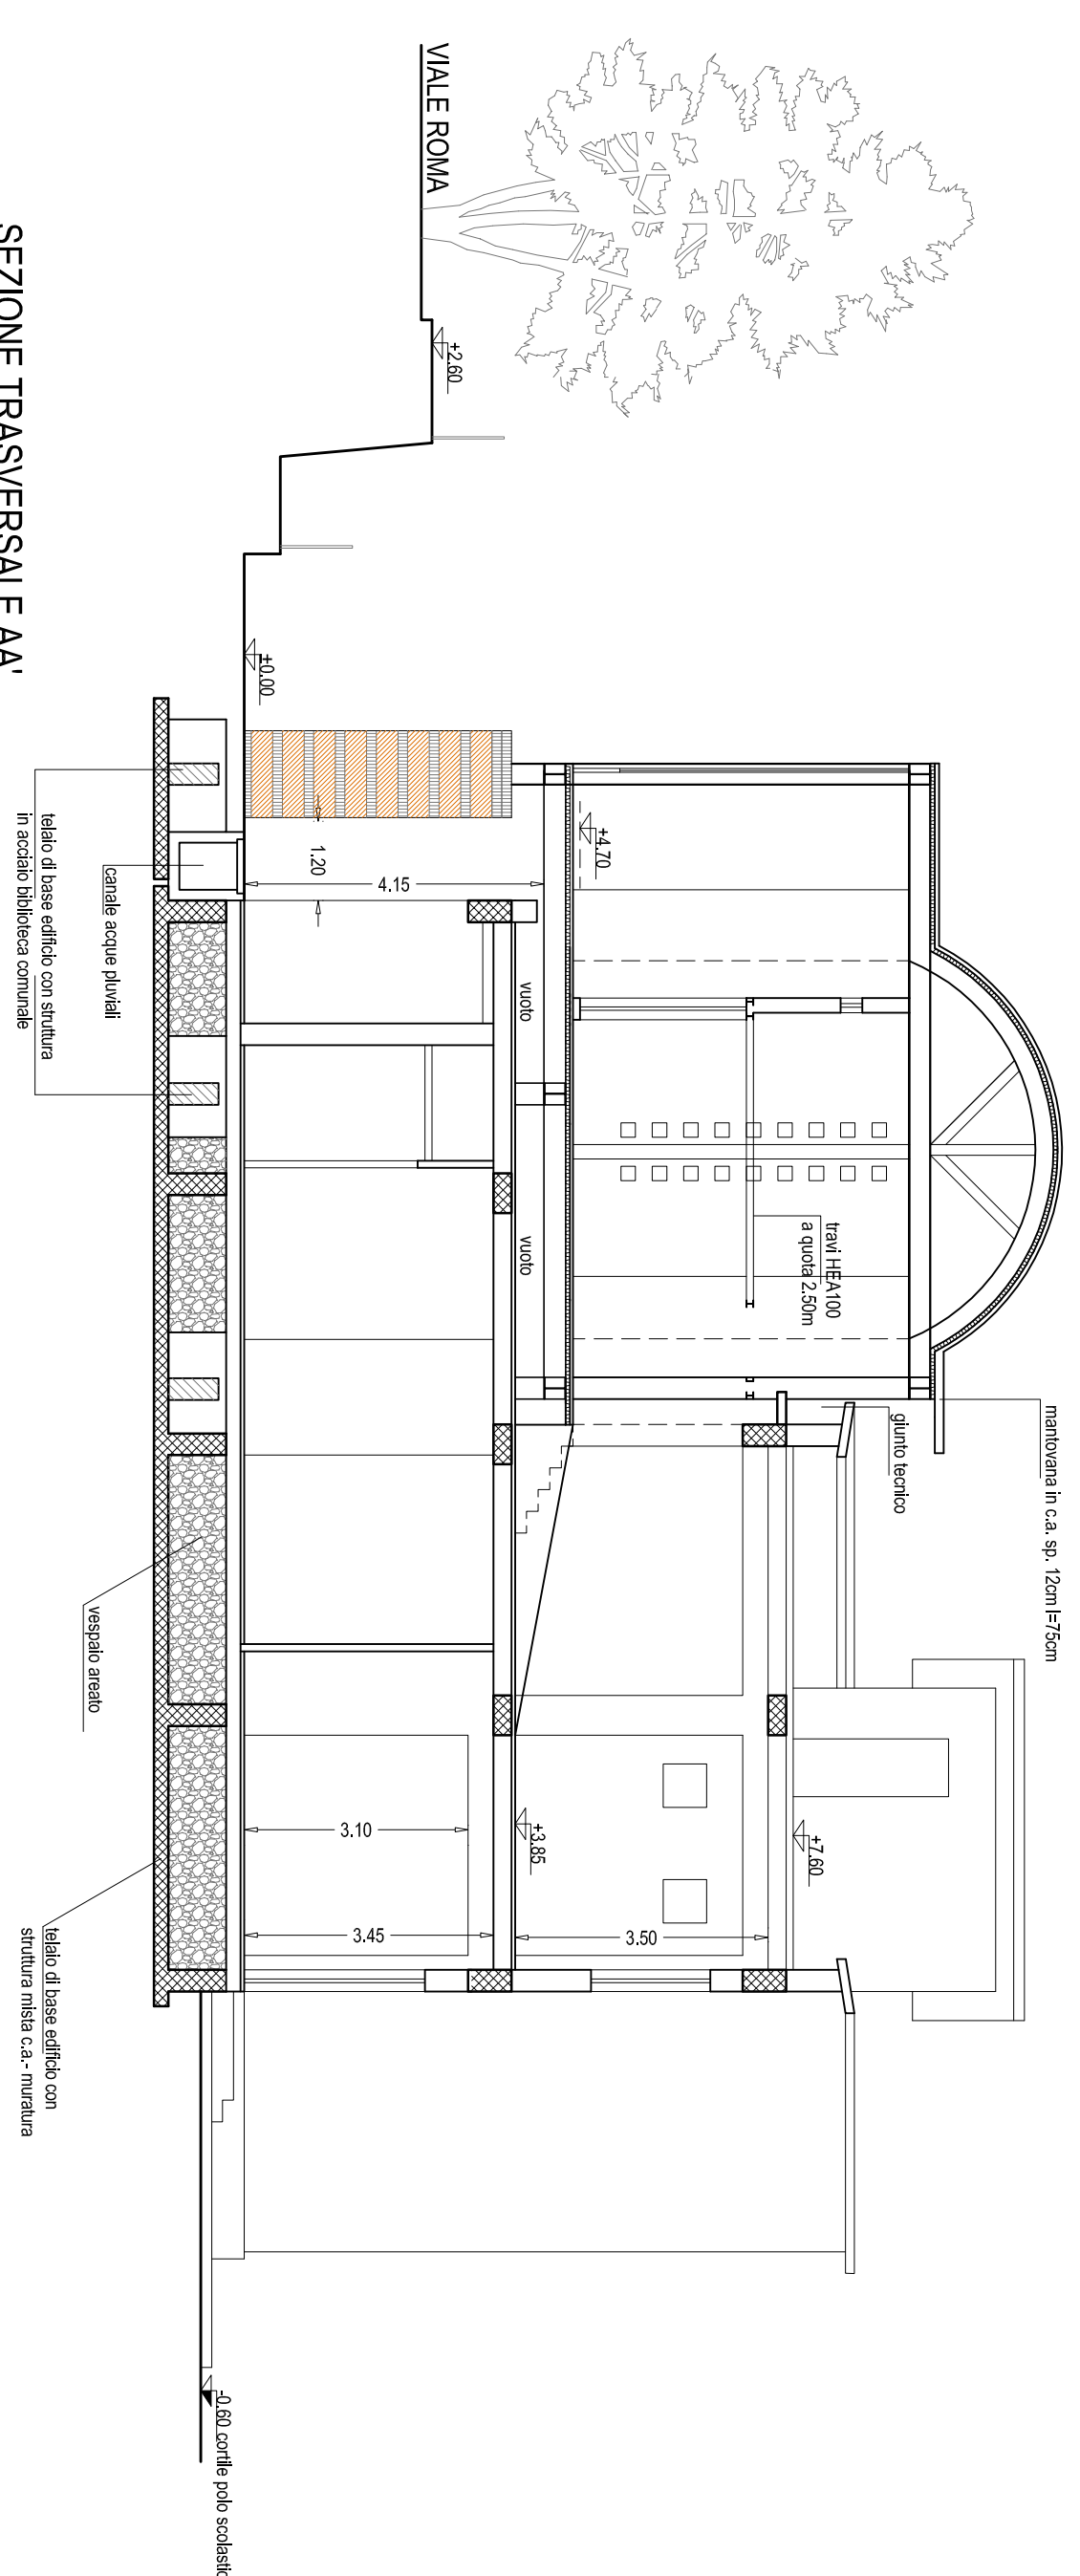 mantovana in c.a. sp. 12cm l=75cm
giunto tecnico
travi HEA100
a quota 2.50m
+7.60
+4.70
vuoto
vuoto
+3.85
3.50
VIALE ROMA
+2.60
4.15
1.20
3.10
3.45
+0.00
-0.60 cortile polo scolastic
canale acque pluviali
vespaio areato
telaio di base edificio con struttura
in acciaio biblioteca comunale
telaio di base edificio con
struttura mista c.a.- muratura
SEZIONE TRASVERSALE AA'